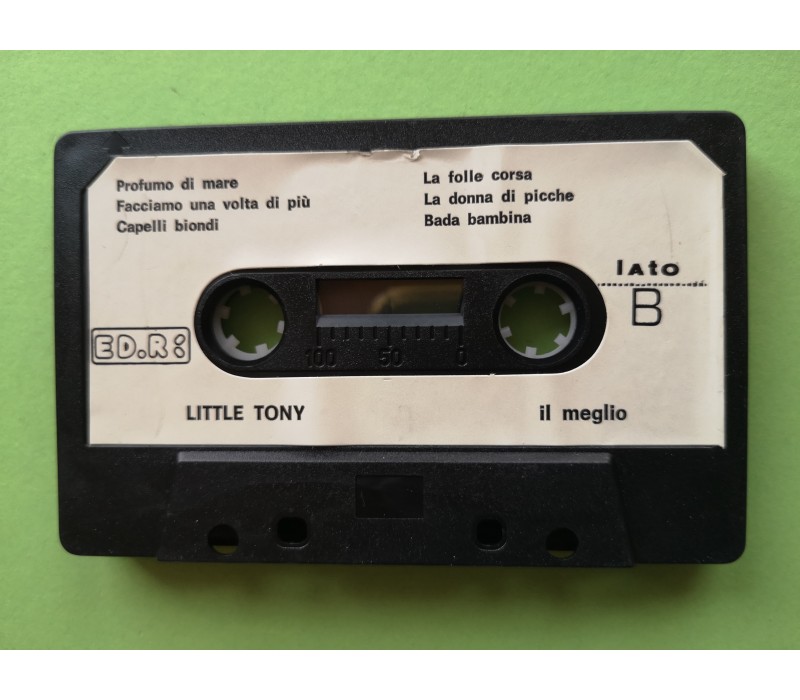 Profumo di mare
Facciamo una volta di più
Capelli biondi
La folle corsa
La donna di picche
Bada bambina
lato
B
ED.R:
100 50 0
LITTLE TONY
il meglio